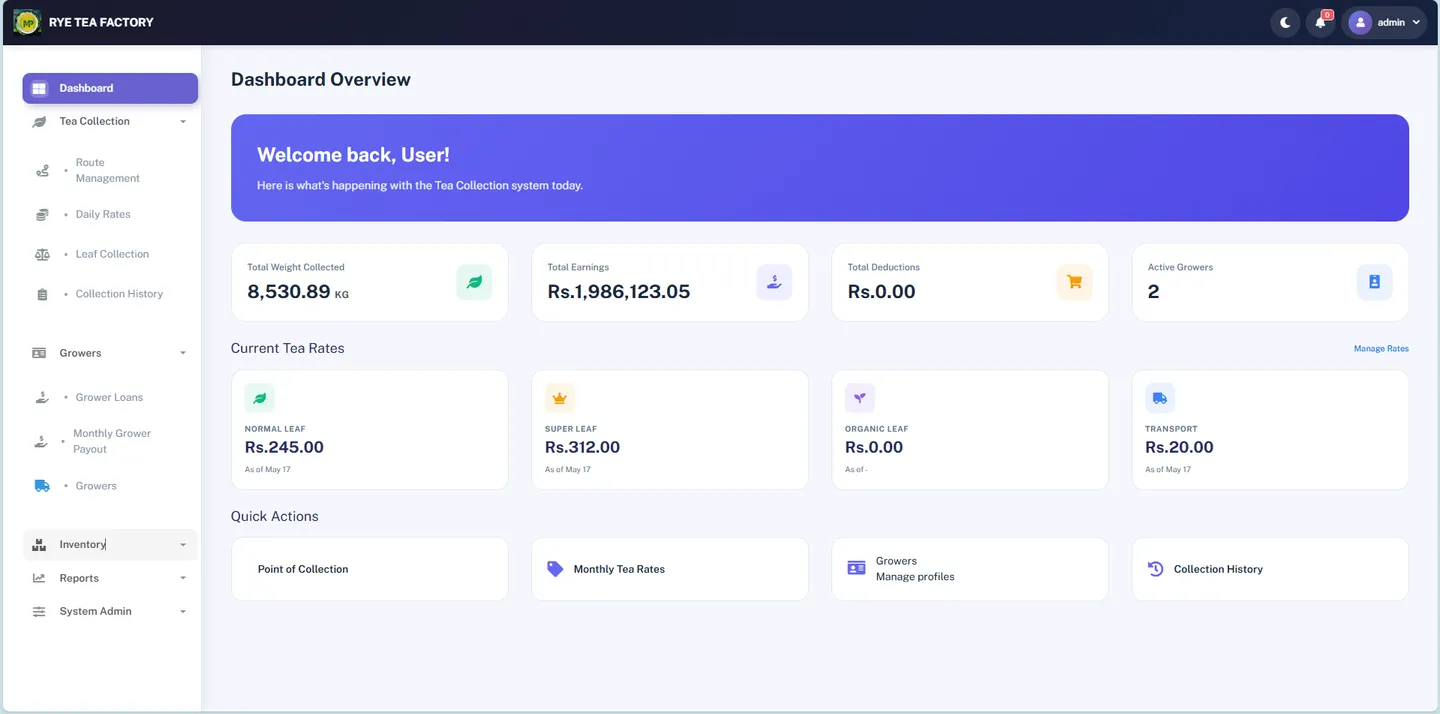 RYE TEA FACTORY
0
admin
Dashboard
Tea Collection
Route
Management
Daily Rates
Leaf Collection
Collection History
Growers
Grower Loans
Monthly Grower
Payout
Growers
Inventory
Reports
System Admin
Dashboard Overview
Welcome back, User!
Here is what's happening with the Tea Collection system today.
Total Weight Collected
8,530.89 KG
Total Earnings
Rs.1,986,123.05
Total Deductions
Rs.0.00
Active Growers
2
Current Tea Rates
Manage Rates
NORMAL LEAF
Rs.245.00
As of May 17
SUPER LEAF
Rs.312.00
As of May 17
ORGANIC LEAF
Rs.0.00
As of -
TRANSPORT
Rs.20.00
As of May 17
Quick Actions
Point of Collection
Monthly Tea Rates
Growers
Manage profiles
Collection History